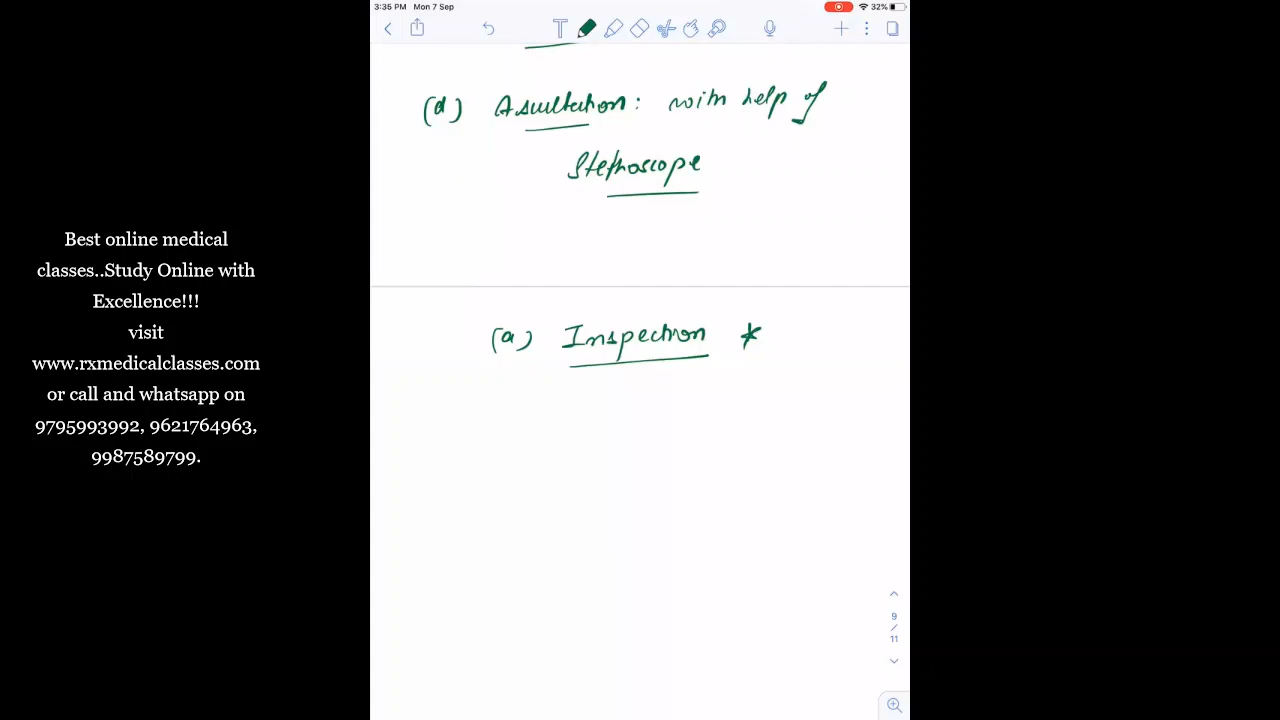 3:35 PM Mon 7 Sep
32%
T
(d) Ascultation: with help of
Stethoscope
Best online medical
classes..Study Online with
Excellence!!!
visit
www.rxmedicalclasses.com
or call and whatsapp on
9795993992, 9621764963,
9987589799.
(a) Inspection *
9
/
11